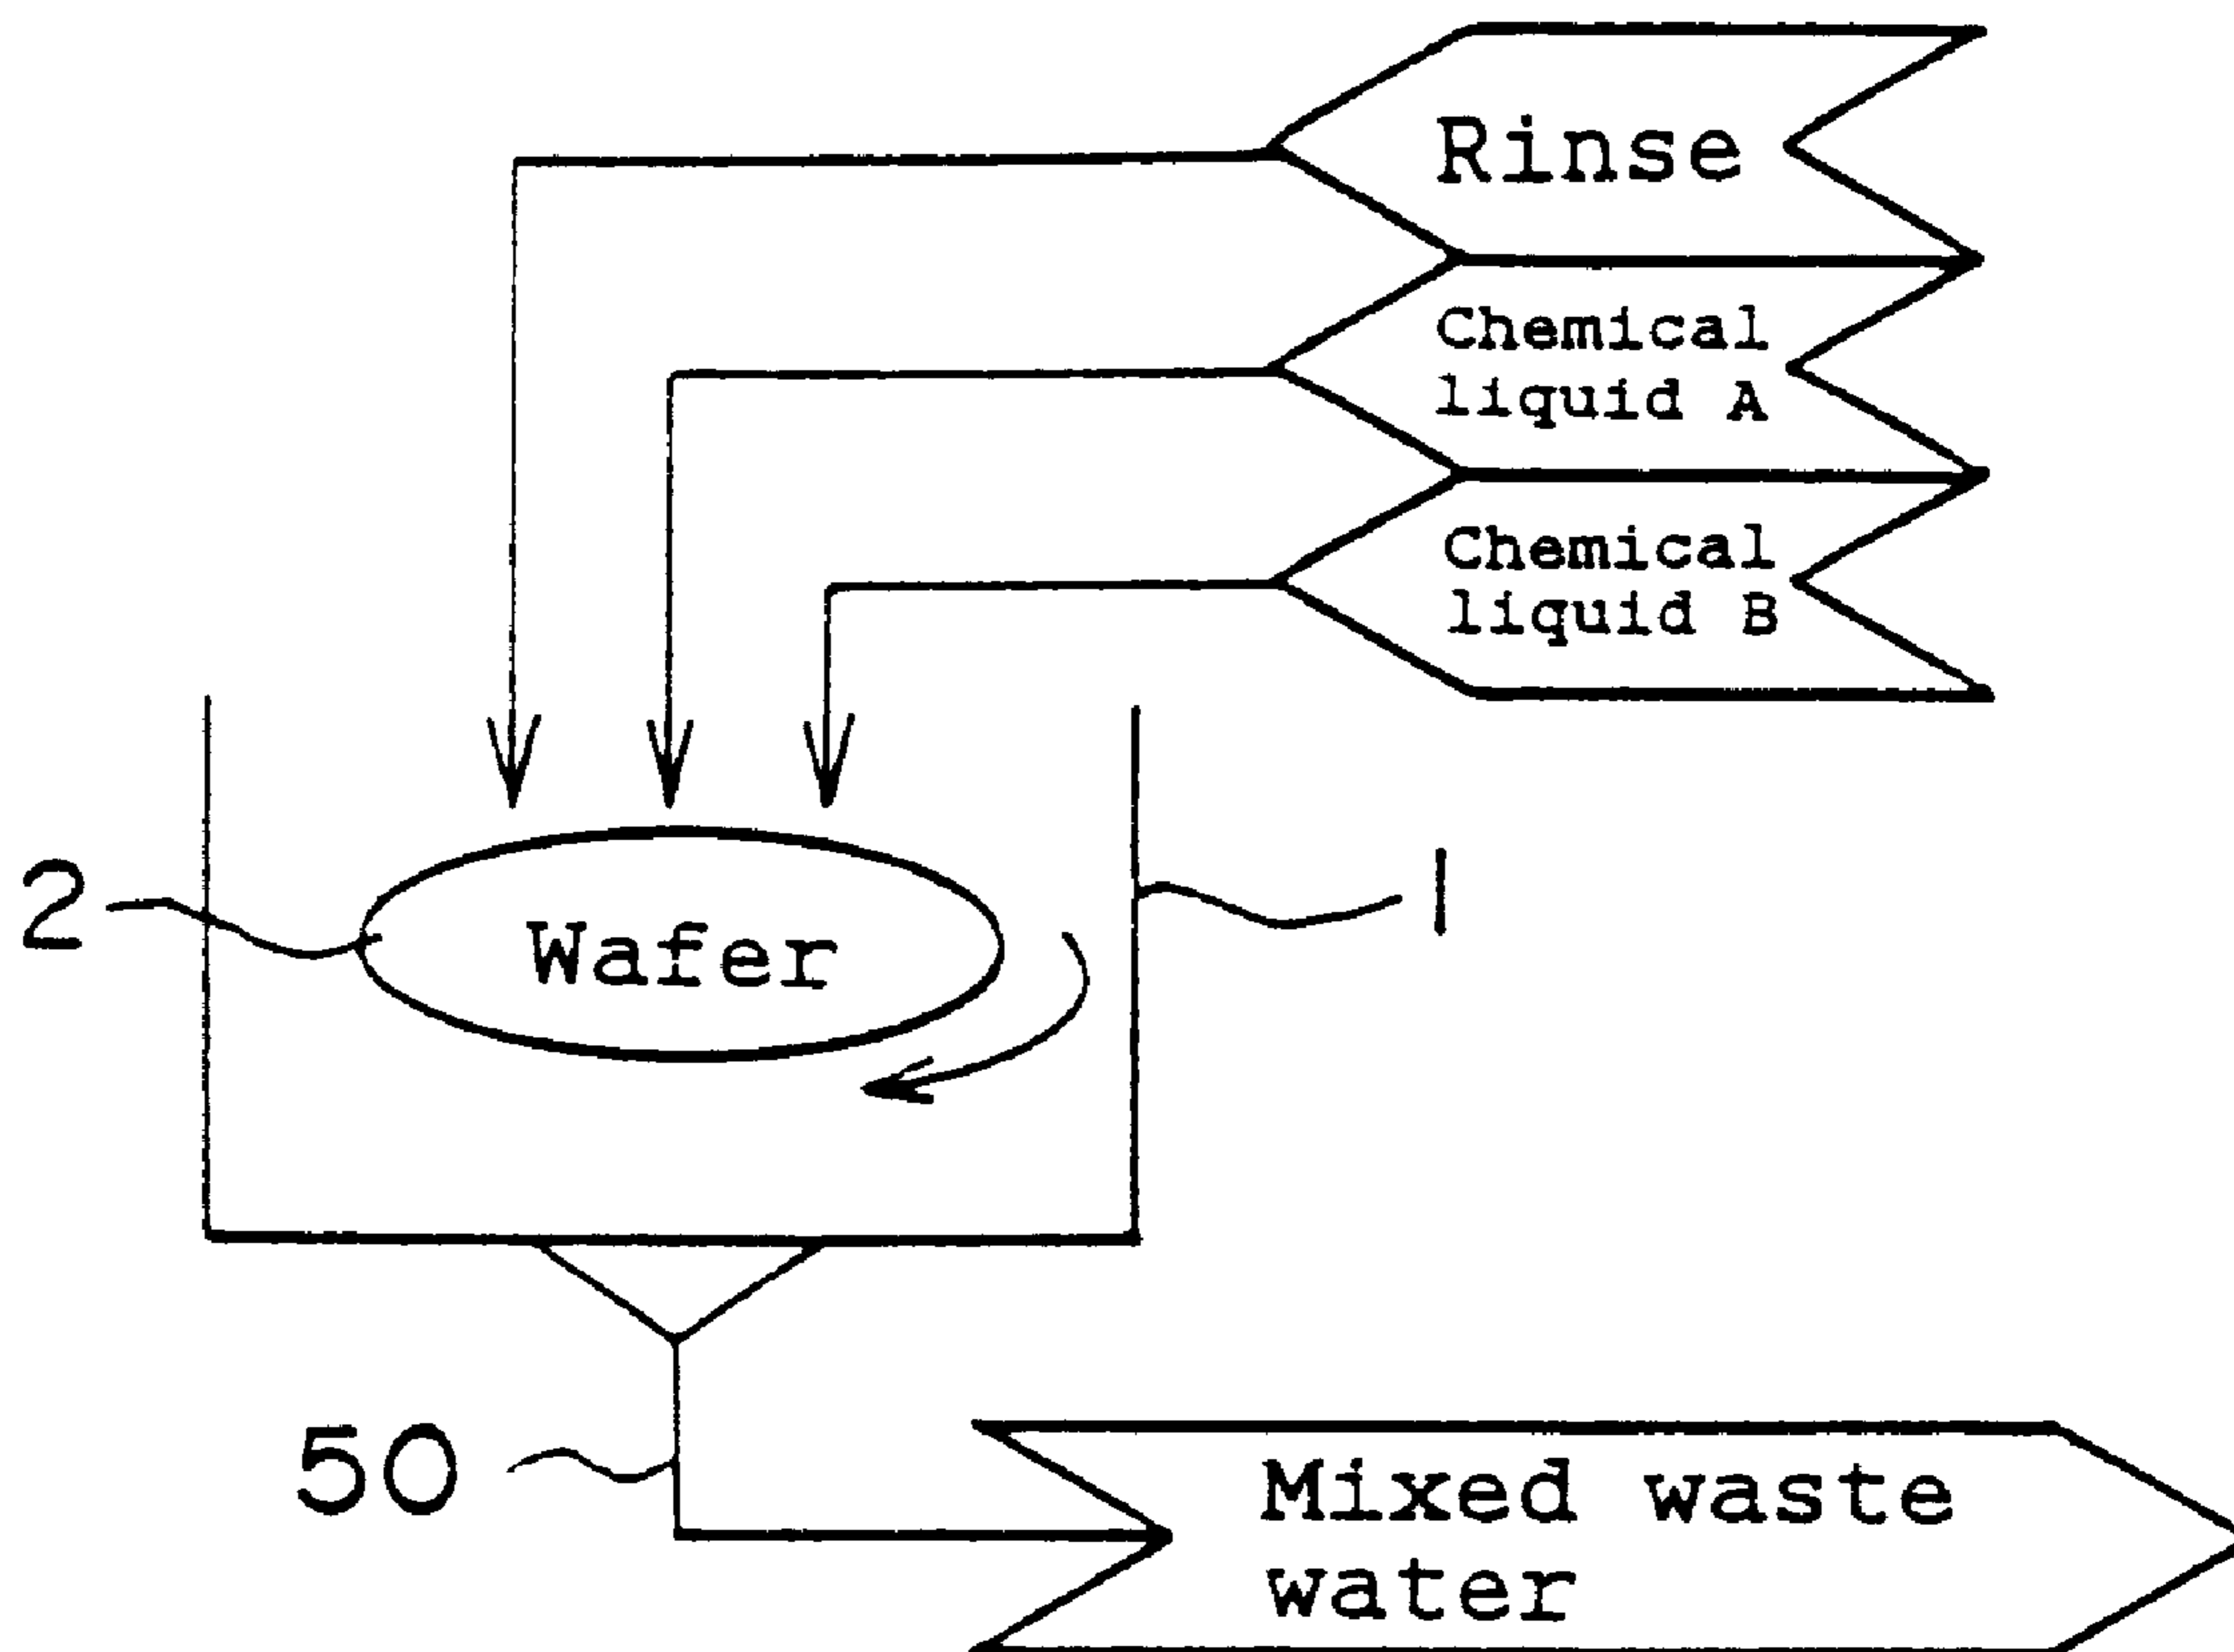 Rinse
Chemical
liquid A
Chemical
liquid B
2
Wafer
1
50
Mixed waste
water